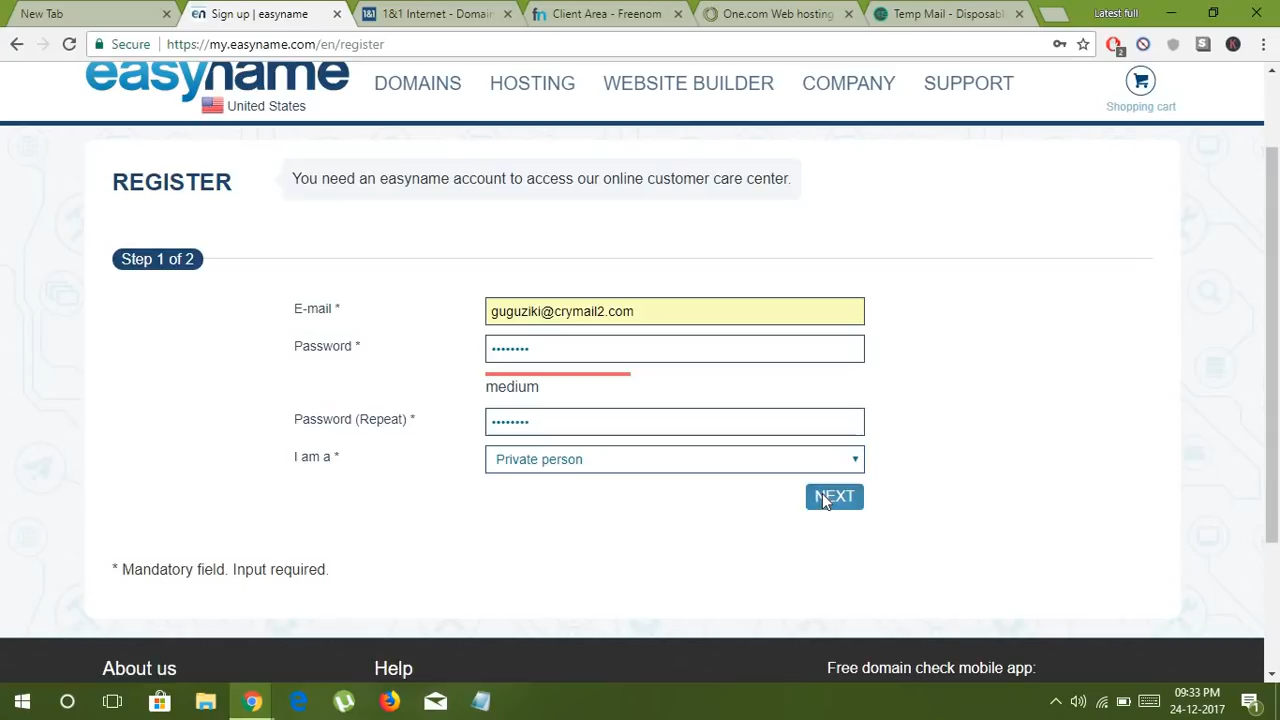 New Tab
Sign up | easyname
1&1 Internet - Domain
Client Area - Freenom
One.com Web hosting
Temp Mail - Disposabl
Latest full
Secure
https://my.easyname.com/en/register
2
easyname
United States
DOMAINS
HOSTING
WEBSITE BUILDER
COMPANY
SUPPORT
Shopping cart
REGISTER
You need an easyname account to access our online customer care center.
Step 1 of 2
E-mail *
guguziki@crymail2.com
Password *
••••••••
medium
Password (Repeat) *
••••••••
I am a *
Private person
NEXT
* Mandatory field. Input required.
About us
Help
Free domain check mobile app:
09:33 PM
24-12-2017
1